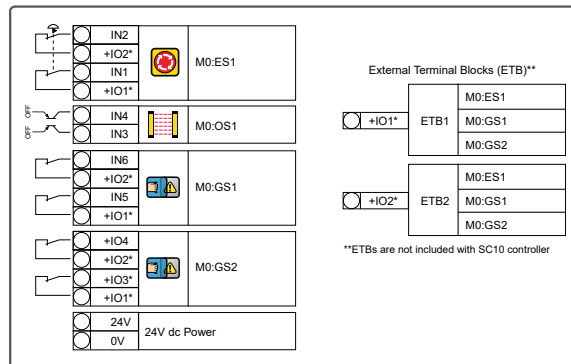 IN2
+IO2*
IN1
+IO1*
M0:ES1
OFF
OFF
IN4
IN3
M0:OS1
IN6
+IO2*
IN5
+IO1*
M0:GS1
+IO4
+IO2*
+IO3*
+IO1*
M0:GS2
24V
0V
24V dc Power
External Terminal Blocks (ETB)**
+IO1*
ETB1
M0:ES1
M0:GS1
M0:GS2
+IO2*
ETB2
M0:ES1
M0:GS1
M0:GS2
**ETBs are not included with SC10 controller